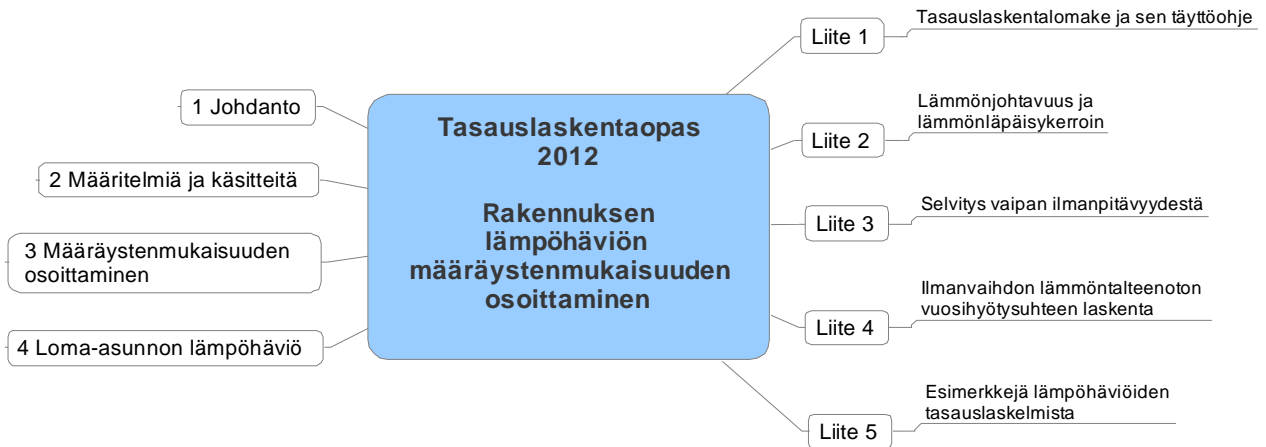 Tasauslaskentaopas
2012
Rakennuksen
lämpöhäviön
määräystenmukaisuuden
osoittaminen
1 Johdanto
2 Määritelmiä ja käsitteitä
3 Määräystenmukaisuuden
osoittaminen
4 Loma-asunnon lämpöhäviö
Liite 1
Tasauslaskentalomake ja sen täyttöohje
Liite 2
Lämmönjohtavuus ja
lämmönläpäisykerroin
Liite 3
Selvitys vaipan ilmanpitävyydestä
Liite 4
Ilmanvaihdon lämmöntalteenoton
vuosihyötysuhteen laskenta
Liite 5
Esimerkkejä lämpöhäviöiden
tasauslaskelmista